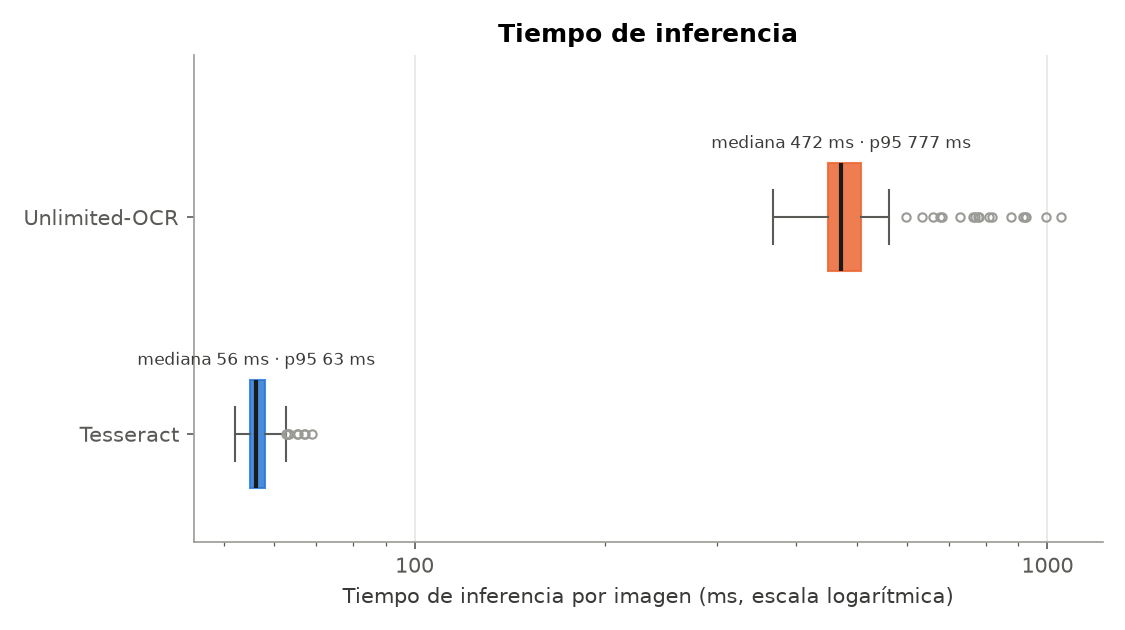 Tiempo de inferencia
mediana 472 ms · p95 777 ms
Unlimited-OCR
mediana 56 ms · p95 63 ms
Tesseract
100
1000
Tiempo de inferencia por imagen (ms, escala logarítmica)